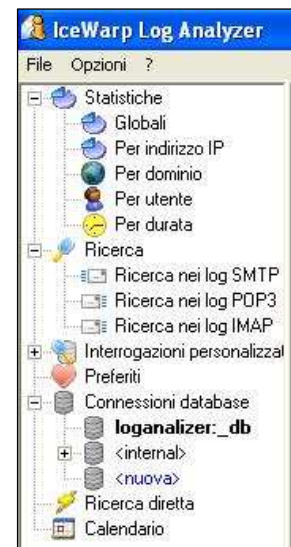 IceWarp Log Analyzer
File Opzioni ?
Statistiche
Globali
Per indirizzo IP
Per dominio
Per utente
Per durata
Ricerca
Ricerca nei log SMTP
Ricerca nei log POP3
Ricerca nei log IMAP
Interrogazioni personalizzat
Preferiti
Connessioni database
loganalizer:_db
<internal>
<nuova>
Ricerca diretta
Calendario